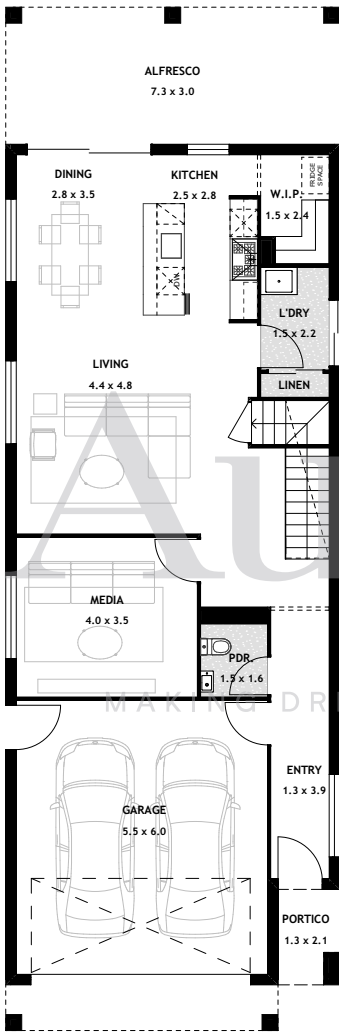 ALFRESCO
7.3 x 3.0
DINING
2.8 x 3.5
KITCHEN
2.5 x 2.8
FRIDGE
SPACE
W.I.P.
1.5 x 2.4
DW
L'DRY
1.5 x 2.2
LINEN
LIVING
4.4 x 4.8
Au
MEDIA
4.0 x 3.5
PDR.
1.5 x 1.6
MAKING DRE
ENTRY
1.3 x 3.9
GARAGE
5.5 x 6.0
PORTICO
1.3 x 2.1